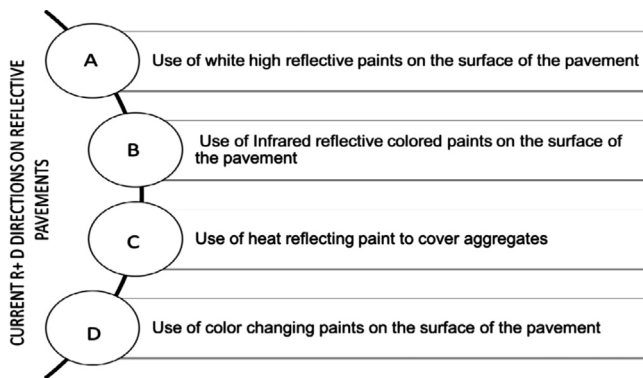 CURRENT R+ D DIRECTIONS ON REFLECTIVE
PAVEMENTS
A
Use of white high reflective paints on the surface of the pavement
B
Use of Infrared reflective colored paints on the surface of
the pavement
C
Use of heat reflecting paint to cover aggregates
D
Use of color changing paints on the surface of the pavement